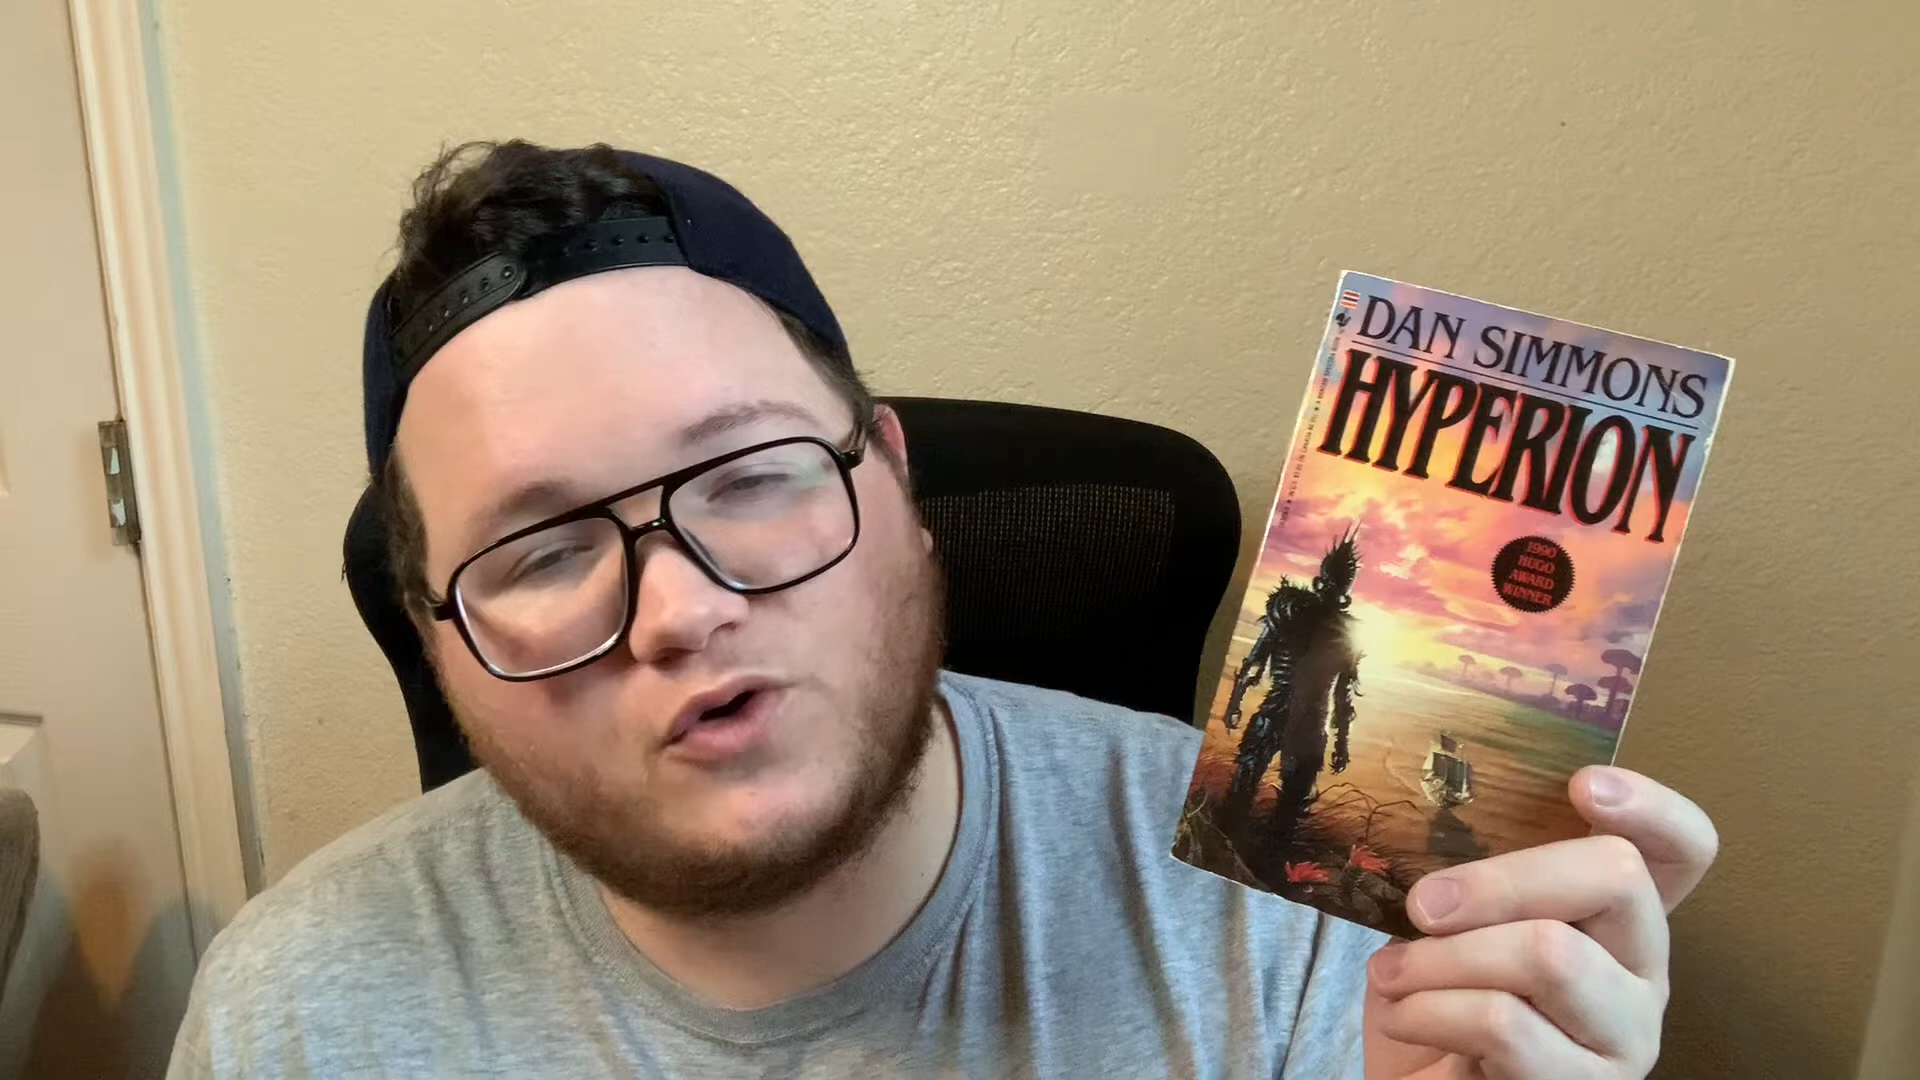 DAN SIMMONS
HYPERION
1990
HUGO
AWARD
WINNER